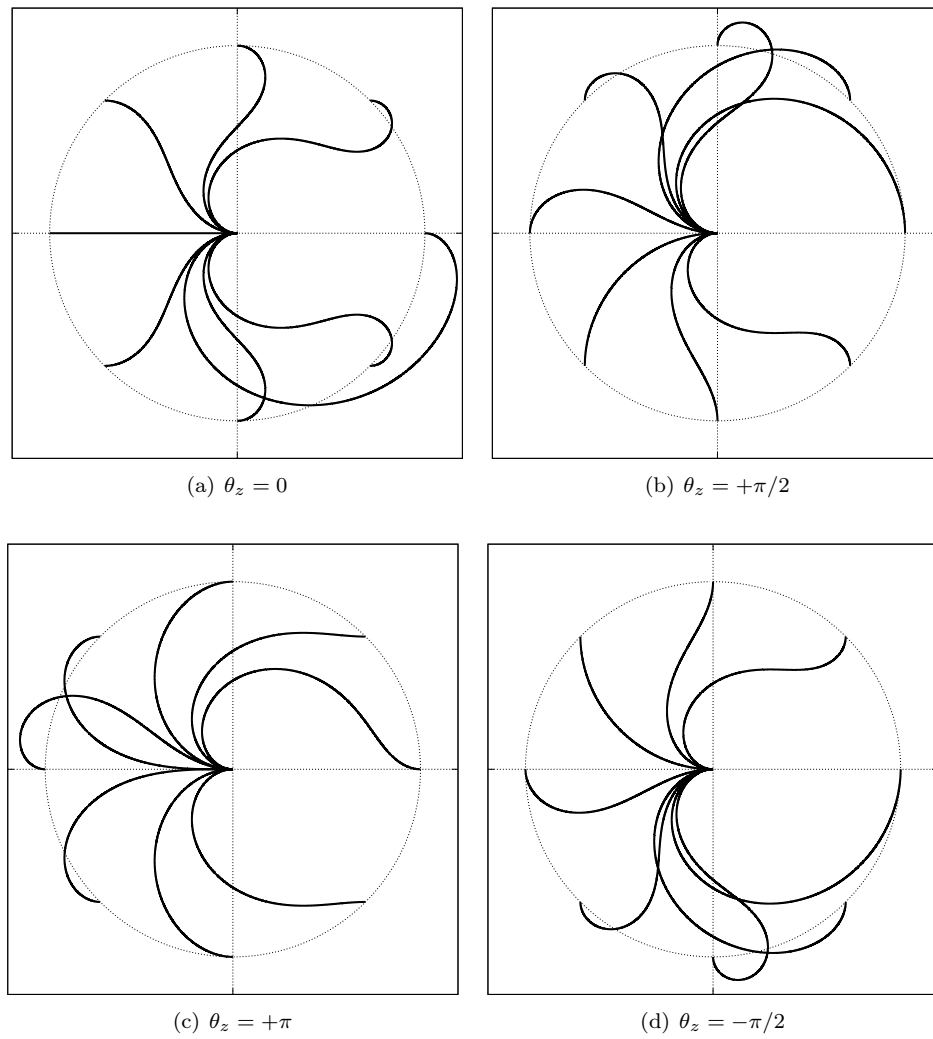 (a) θ_z = 0
(b) θ_z = +π/2
(c) θ_z = +π
(d) θ_z = −π/2